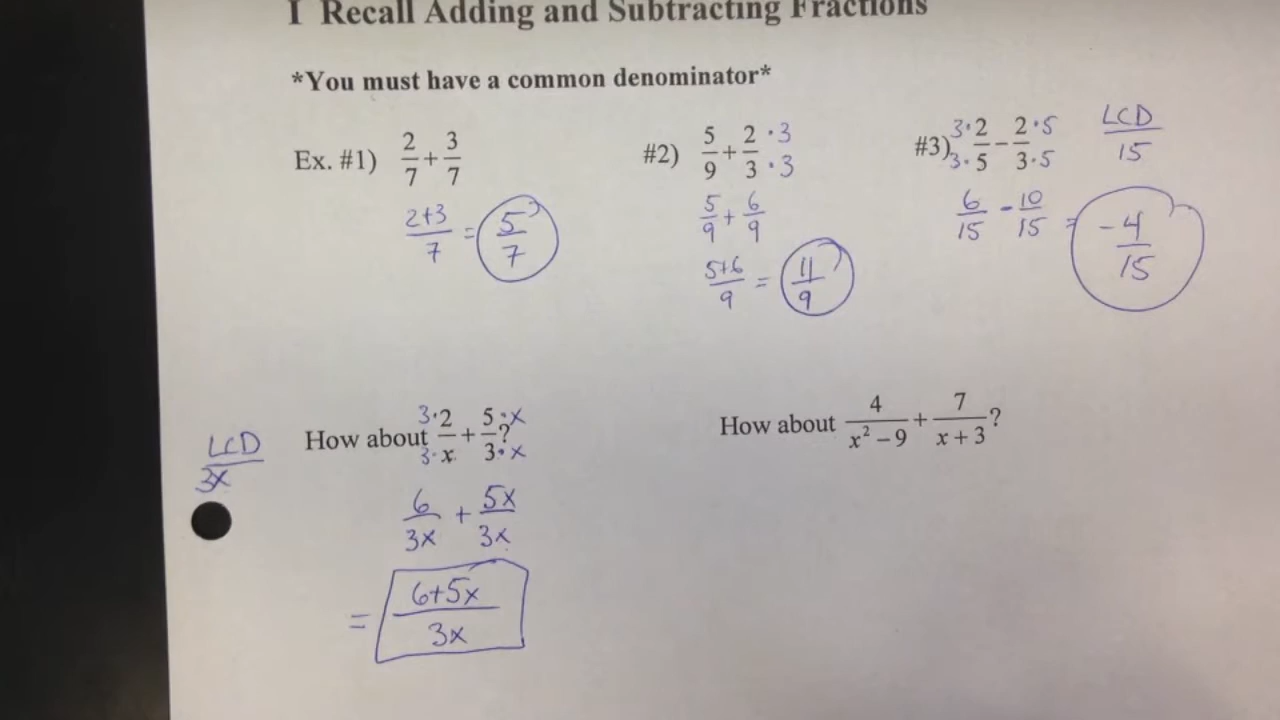 I Recall Adding and Subtracting Fractions
*You must have a common denominator*
Ex. #1) 2/7 + 3/7
2+3/7 = 5/7
#2) 5/9 + 2/3 ·3/·3
5/9 + 6/9
5+6/9 = 11/9
#3) 3·2/3·5 − 2·5/3·5
LCD
15
6/15 - 10/15 = -4/15
LCD
3x
How about 3·2/3·x + 5·x/3·x ?
6/3x + 5x/3x
= 6+5x/3x
How about 4/x² − 9 + 7/x + 3 ?